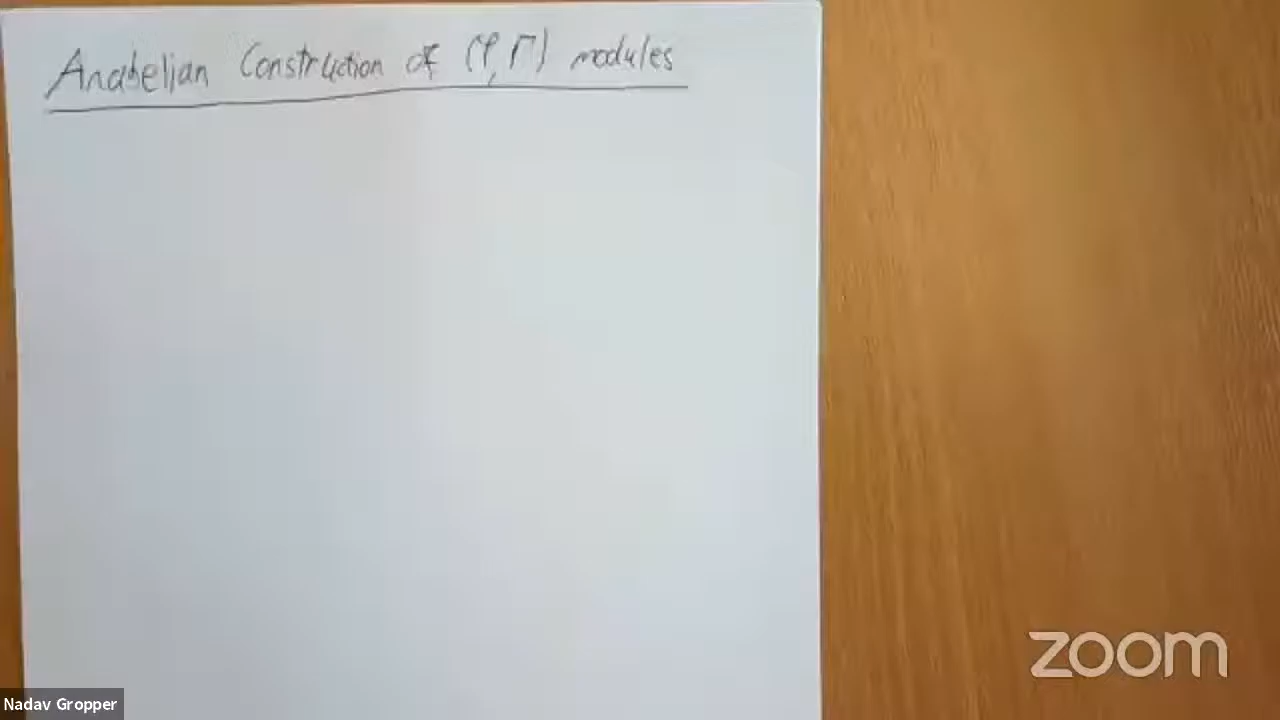 Anabelian Construction of (φ,Γ) modules
zoom
Nadav Gropper